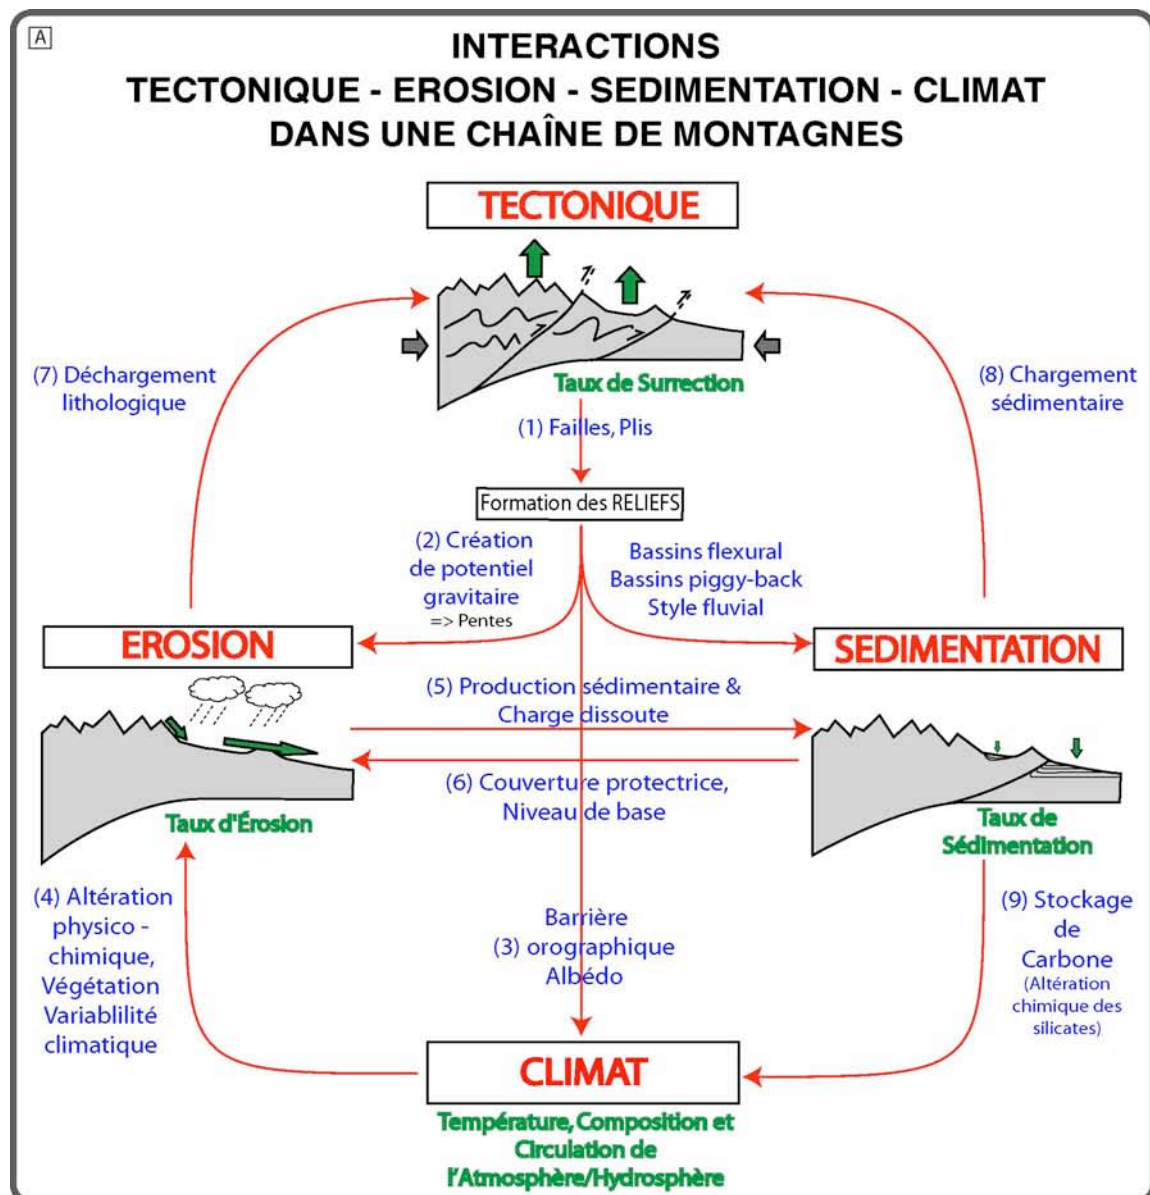 A
INTERACTIONS
TECTONIQUE - EROSION - SEDIMENTATION - CLIMAT
DANS UNE CHAÎNE DE MONTAGNES
TECTONIQUE
Taux de Surrection
(7) Déchargement
lithologique
(8) Chargement
sédimentaire
(1) Failles, Plis
Formation des RELIEFS
(2) Création
de potentiel
gravitaire
=> Pentes
Bassins flexural
Bassins piggy-back
Style fluvial
EROSION
SEDIMENTATION
(5) Production sédimentaire &
Charge dissoute
(6) Couverture protectrice,
Niveau de base
Taux d'Érosion
Taux de
Sédimentation
(4) Altération
physico -
chimique,
Végétation
Variablilité
climatique
Barrière
(3) orographique
Albédo
(9) Stockage
de
Carbone
(Altération
chimique des
silicates)
CLIMAT
Température, Composition et
Circulation de
l'Atmosphère/Hydrosphère